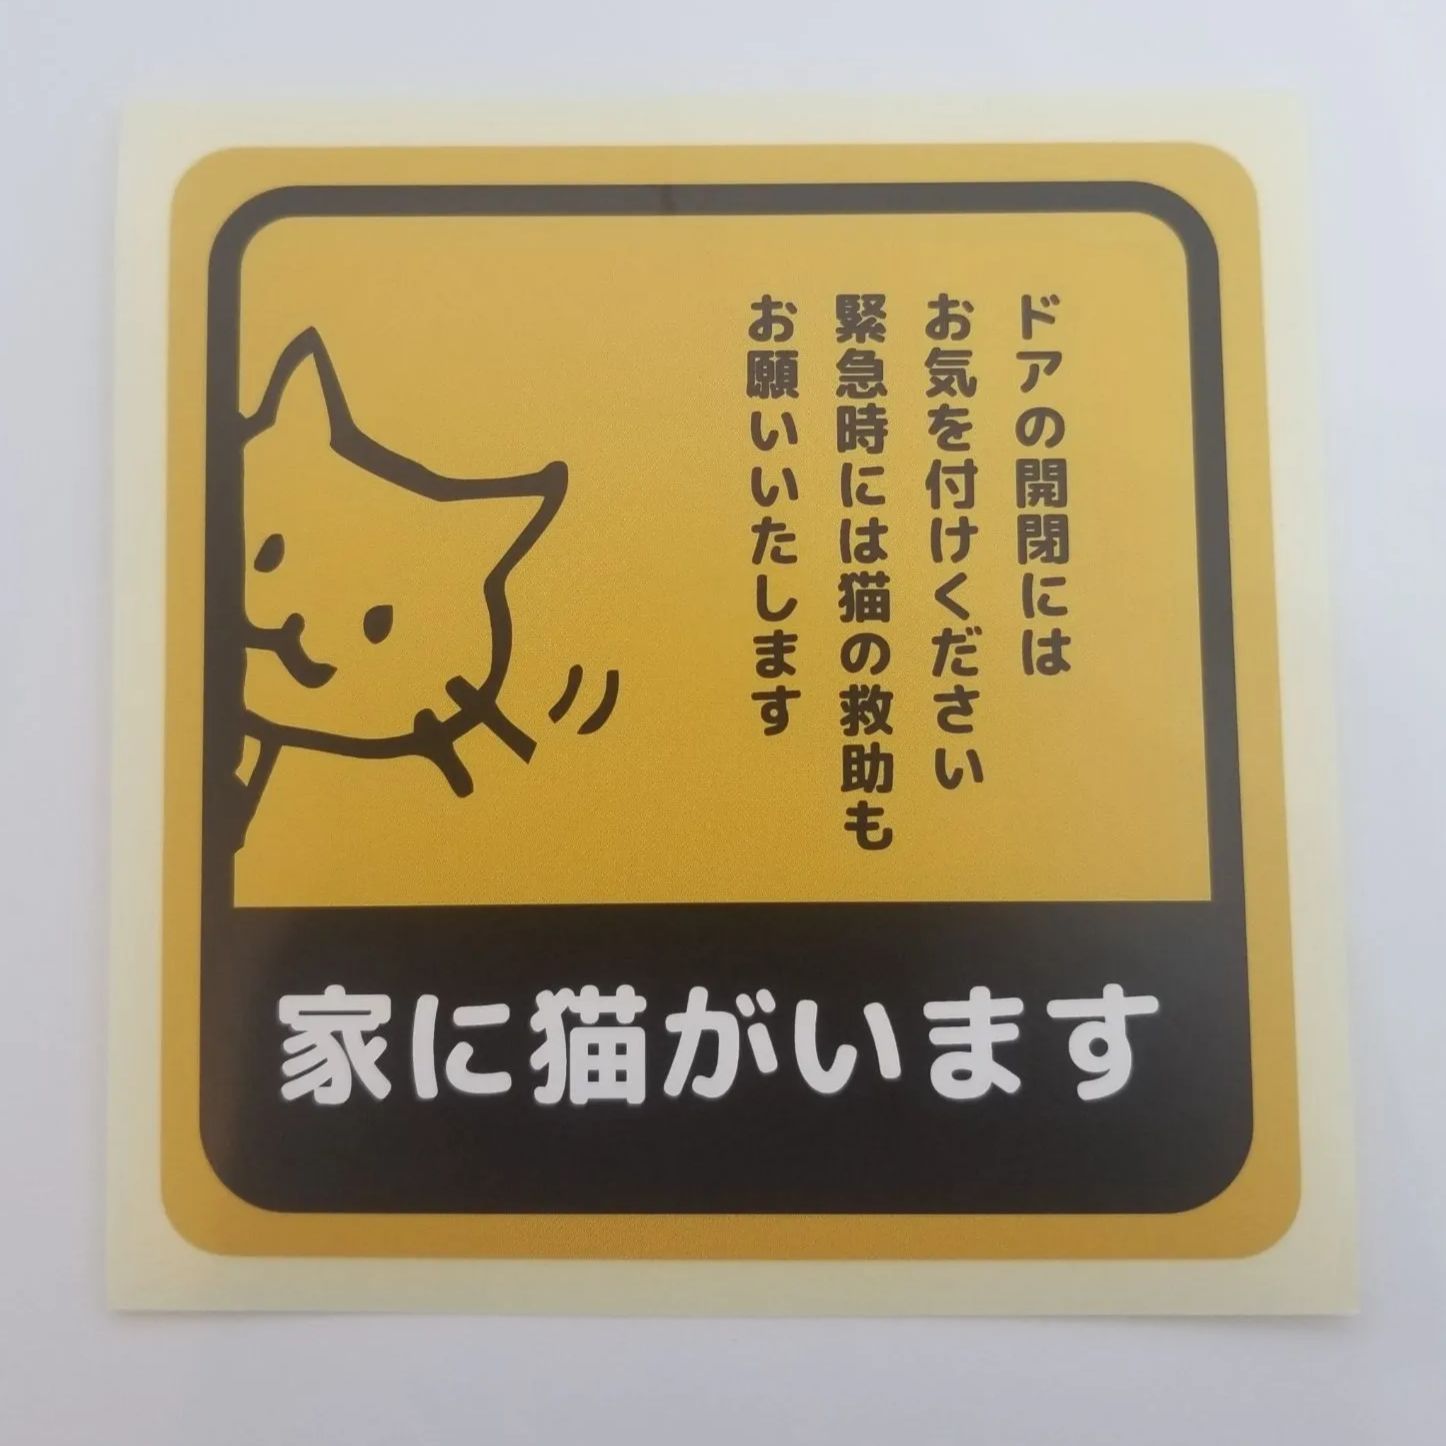 ドアの開閉には
お気を付けください
緊急時には猫の救助も
お願いいたします
家に猫がいます